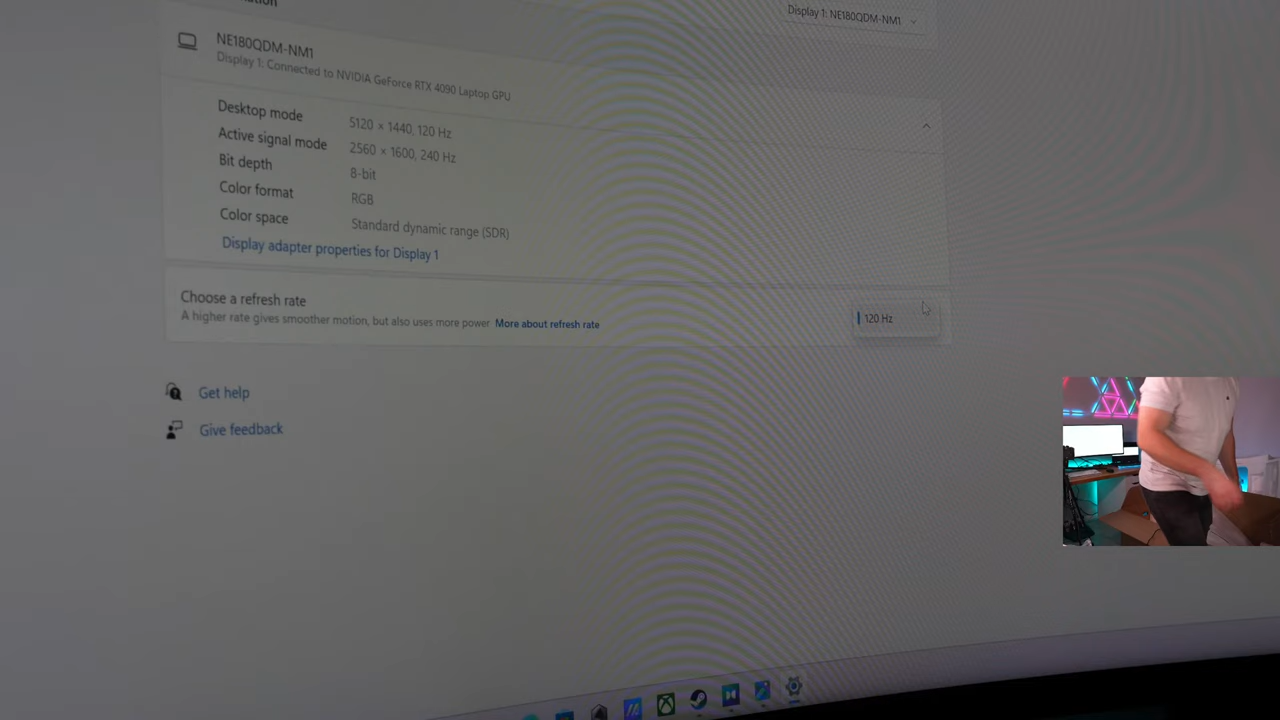 Display 1: NE180QDM-NM1
NE180QDM-NM1
Display 1: Connected to NVIDIA GeForce RTX 4090 Laptop GPU
Desktop mode 5120 × 1440, 120 Hz
Active signal mode 2560 × 1600, 240 Hz
Bit depth 8-bit
Color format RGB
Color space Standard dynamic range (SDR)
Display adapter properties for Display 1
Choose a refresh rate
A higher rate gives smoother motion, but also uses more power More about refresh rate
120 Hz
Get help
Give feedback